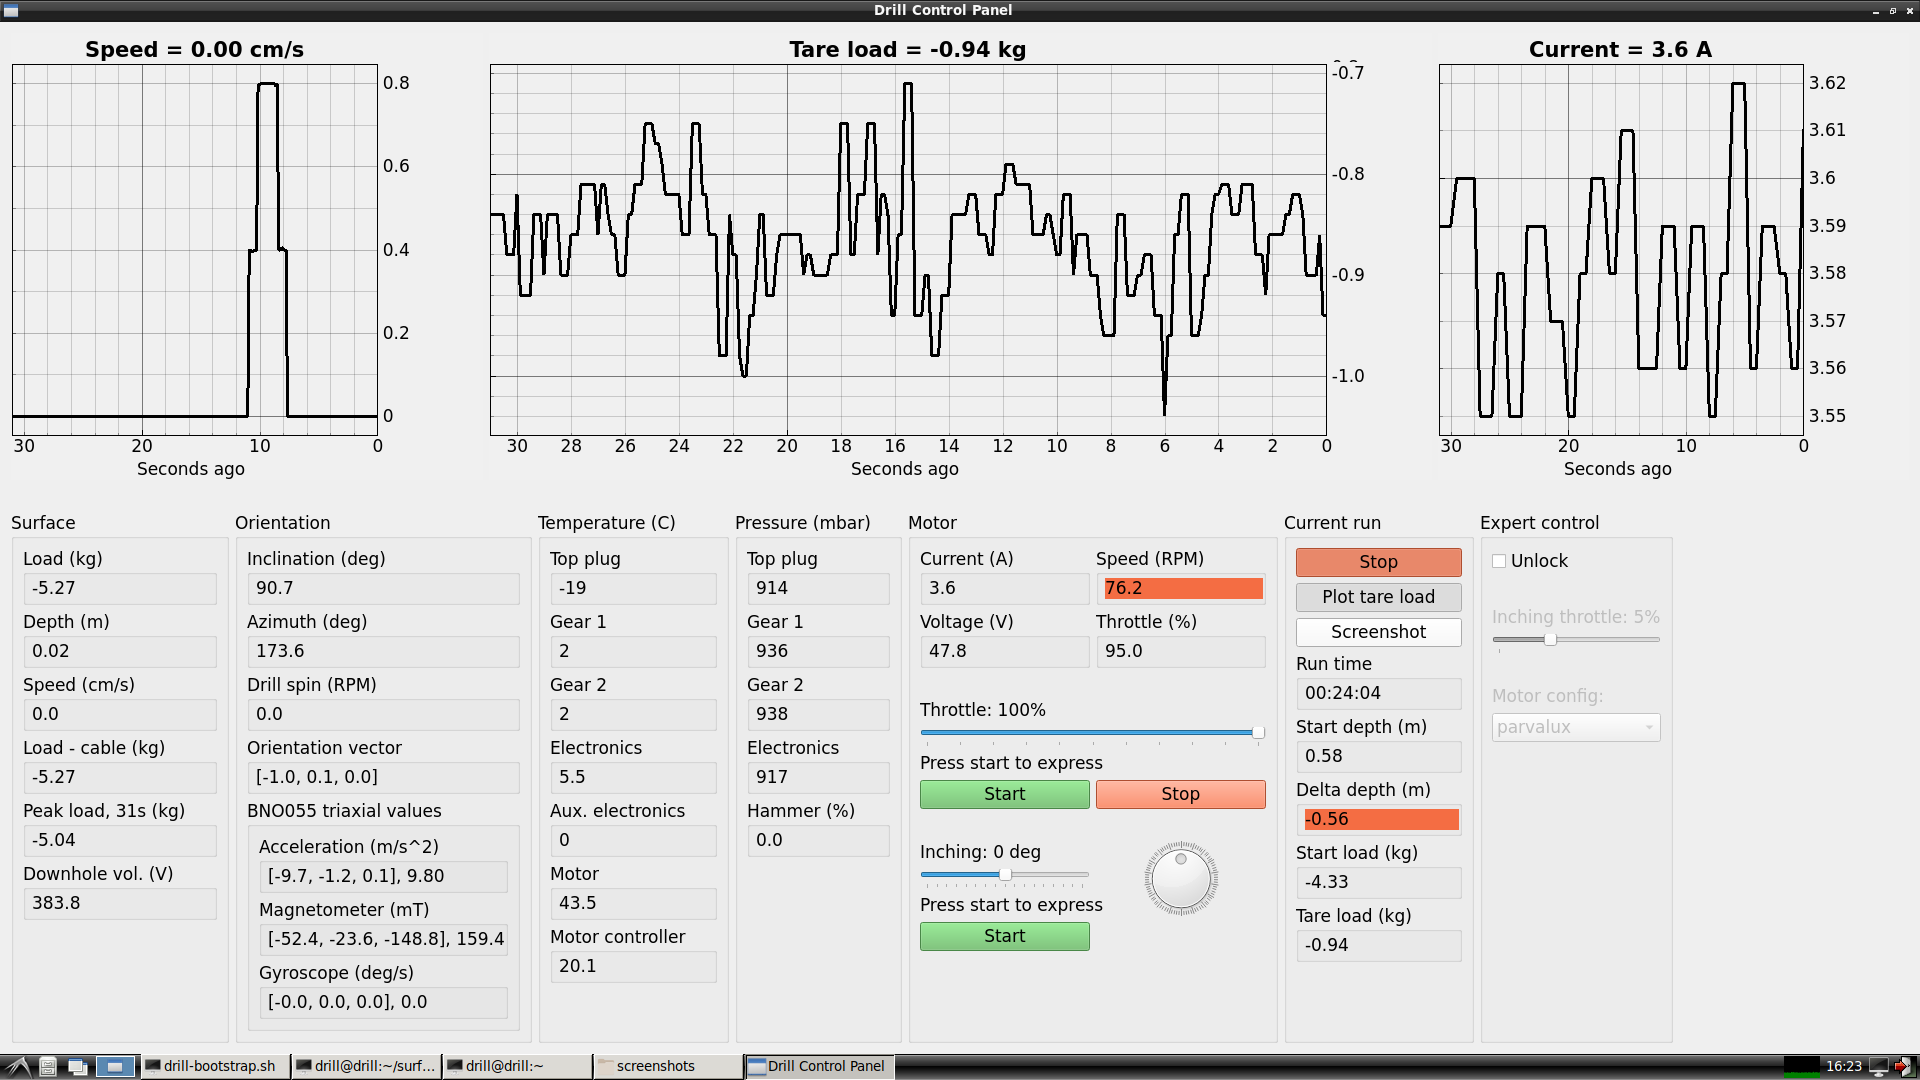 Drill Control Panel
Speed = 0.00 cm/s
0.8
0.6
0.4
0.2
0
30 20 10 0
Seconds ago
Tare load = -0.94 kg
-0.7
-0.8
-0.9
-1.0
30 28 26 24 22 20 18 16 14 12 10 8 6 4 2 0
Seconds ago
Current = 3.6 A
3.62
3.61
3.6
3.59
3.58
3.57
3.56
3.55
30 20 10 0
Seconds ago
Surface
Load (kg)
-5.27
Depth (m)
0.02
Speed (cm/s)
0.0
Load - cable (kg)
-5.27
Peak load, 31s (kg)
-5.04
Downhole vol. (V)
383.8
Orientation
Inclination (deg)
90.7
Azimuth (deg)
173.6
Drill spin (RPM)
0.0
Orientation vector
[-1.0, 0.1, 0.0]
BNO055 triaxial values
Acceleration (m/s^2)
[-9.7, -1.2, 0.1], 9.80
Magnetometer (mT)
[-52.4, -23.6, -148.8], 159.4
Gyroscope (deg/s)
[-0.0, 0.0, 0.0], 0.0
Temperature (C)
Top plug
-19
Gear 1
2
Gear 2
2
Electronics
5.5
Aux. electronics
0
Motor
43.5
Motor controller
20.1
Pressure (mbar)
Top plug
914
Gear 1
936
Gear 2
938
Electronics
917
Hammer (%)
0.0
Motor
Current (A) Speed (RPM)
3.6 76.2
Voltage (V) Throttle (%)
47.8 95.0
Throttle: 100%
Press start to express
Start Stop
Inching: 0 deg
Press start to express
Start
Current run
Stop
Plot tare load
Screenshot
Run time
00:24:04
Start depth (m)
0.58
Delta depth (m)
-0.56
Start load (kg)
-4.33
Tare load (kg)
-0.94
Expert control
Unlock
Inching throttle: 5%
Motor config:
parvalux
drill-bootstrap.sh drill@drill:~/surf... drill@drill:~ screenshots Drill Control Panel 16:23